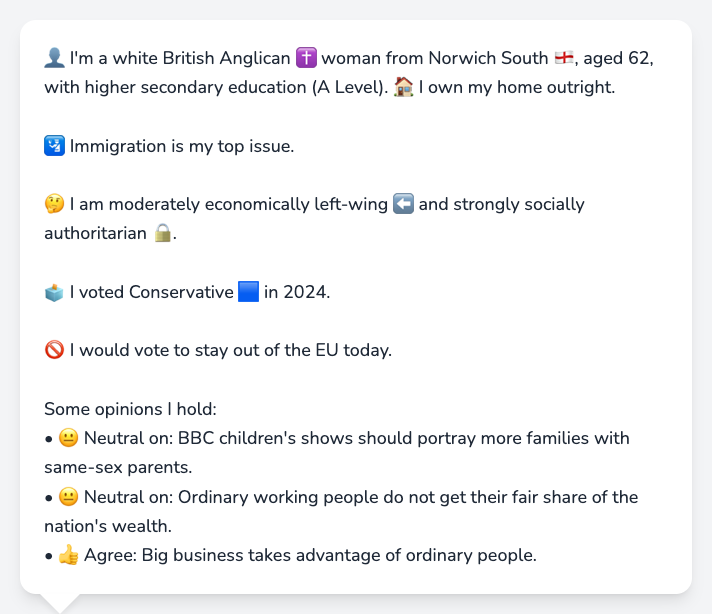 👤 I'm a white British Anglican ✝️ woman from Norwich South 🏴󠁧󠁢󠁥󠁮󠁧󠁿, aged 62,
with higher secondary education (A Level). 🏠 I own my home outright.
🛂 Immigration is my top issue.
🤔 I am moderately economically left-wing ⬅️ and strongly socially
authoritarian 🔒.
🗳️ I voted Conservative 🟦 in 2024.
🚫 I would vote to stay out of the EU today.
Some opinions I hold:
• 😐 Neutral on: BBC children's shows should portray more families with
same-sex parents.
• 😐 Neutral on: Ordinary working people do not get their fair share of the
nation's wealth.
• 👍 Agree: Big business takes advantage of ordinary people.